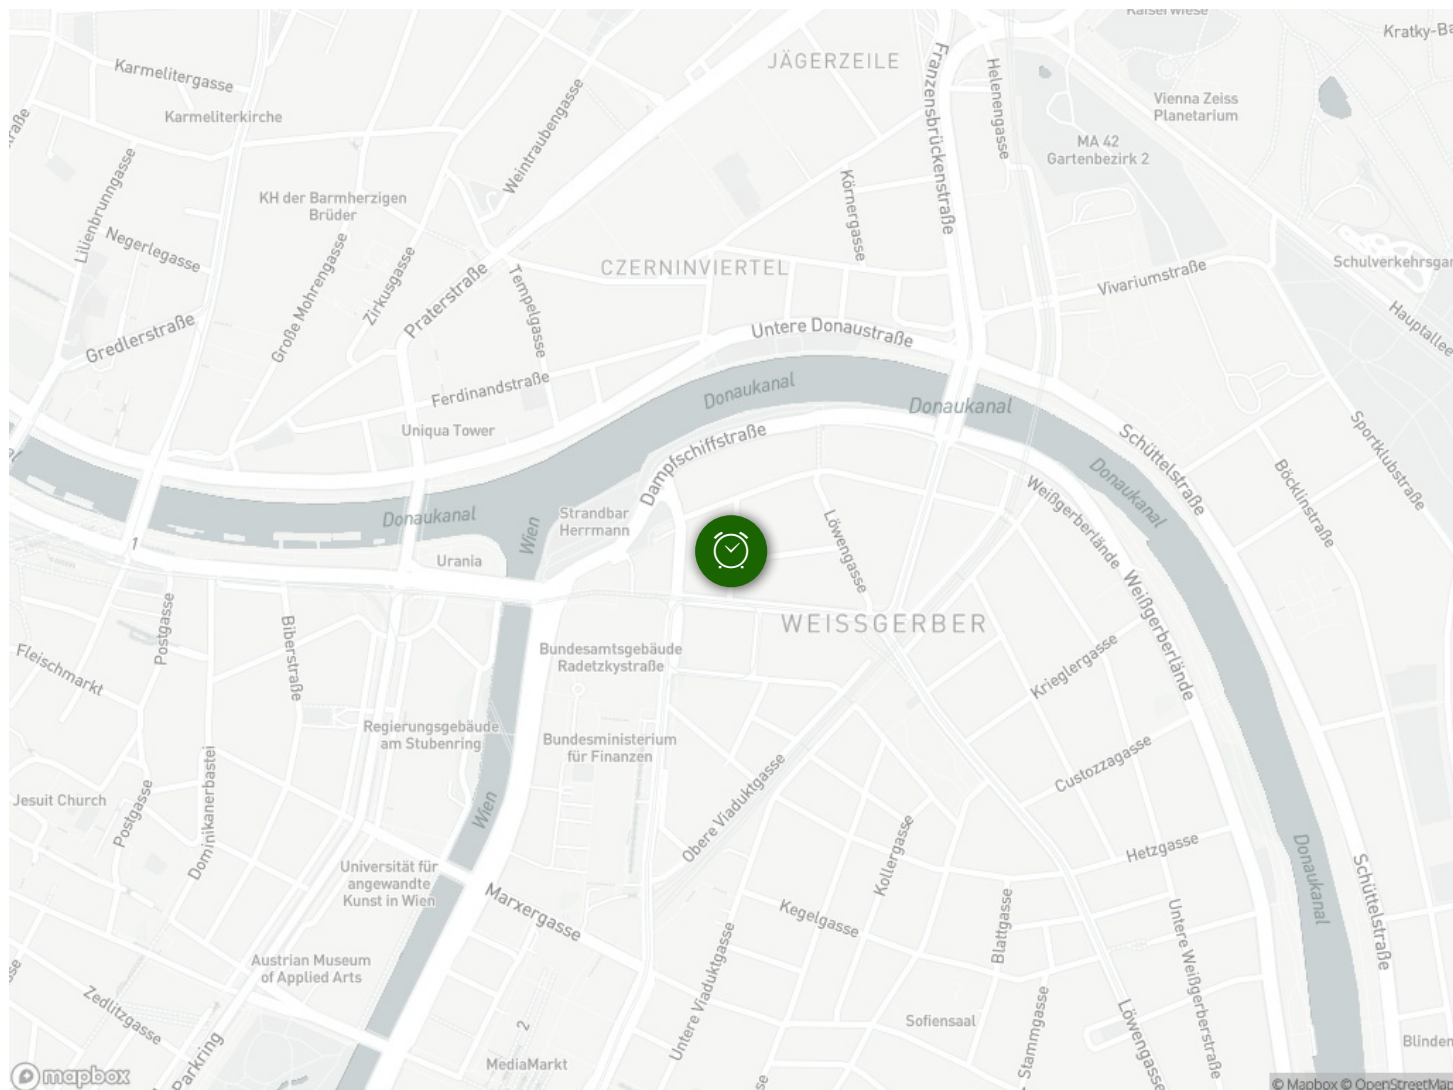 Kaiserwiese
Kratky-Ba
JÄGERZEILE
Karmelitergasse
Karmeliterkirche
Franzensbrückenstraße
Helenengasse
Vienna Zeiss
Planetarium
MA 42
Gartenbezirk 2
raße
Weintraubengasse
Lilienbrunngasse
KH der Barmherzigen
Brüder
Körnergasse
Negerlegasse
Große Mohrengasse
Zirkusgasse
Praterstraße
Tempelgasse
CZERNINVIERTEL
Vivariumstraße
Schulverkehrsgar
Hauptallee
Gredlerstraße
Untere Donaustraße
Ferdinandstraße
Donaukanal
Donaukanal
Uniqua Tower
Dampfschiffstraße
Schüttelstraße
Sportklubstraße
Böcklinstraße
Donaukanal
Weißgerberlände
Donaukanal
Wien
Strandbar
Herrmann
Löwengasse
1
Urania
Weißgerberlände
Postgasse
Biberstraße
WEISSGERBER
Bundesamtsgebäude
Radetzkystraße
Fleischmarkt
Krieglergasse
Regierungsgebäude
am Stubenring
Bundesministerium
für Finanzen
Custozzagasse
Jesuit Church
Postgasse
Dominikanerbastei
Wien
Obere Viaduktgasse
Kollergasse
Hetzgasse
Donaukanal
Universität für
angewandte
Kunst in Wien
Marxergasse
Kegelgasse
Blattgasse
Untere Weißgerberstraße
Schüttelstraße
Austrian Museum
of Applied Arts
Untere Viaduktgasse
Zedlitzgasse
Parkring
2
Sofiensaal
Stammgasse
Löwengasse
Blinden
MediaMarkt
mapbox
© Mapbox © OpenStreetMap